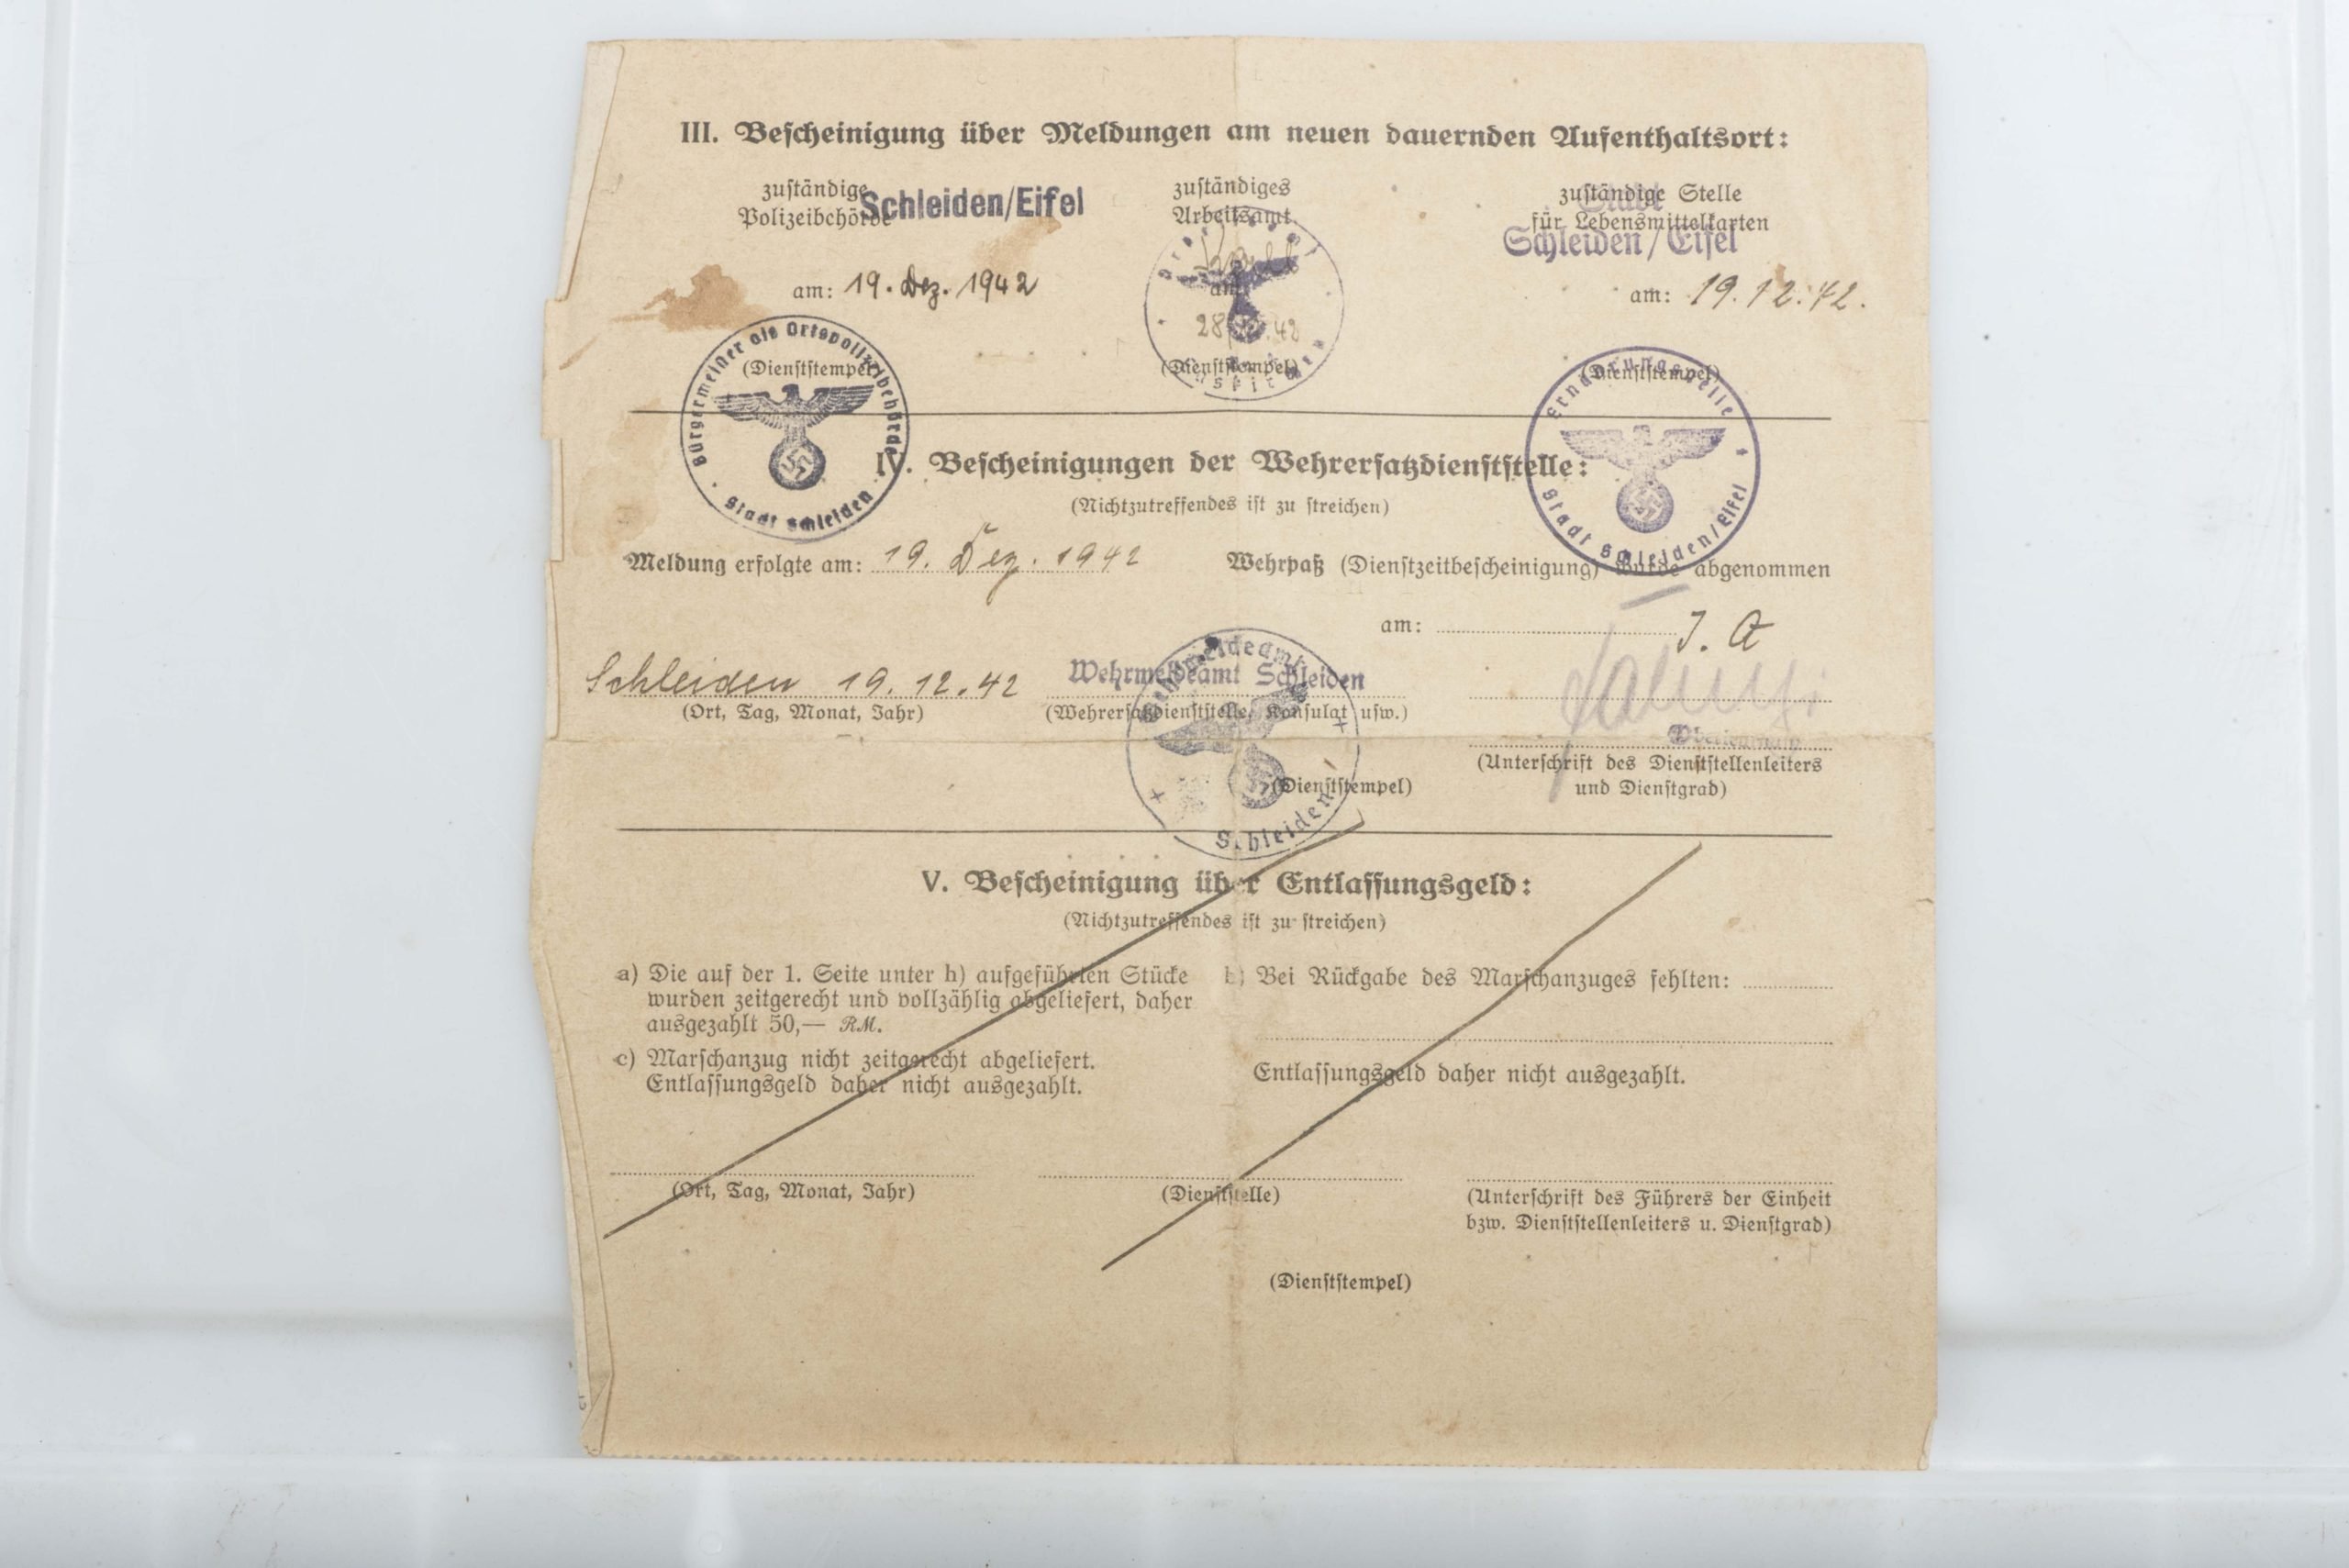 III. Bescheinigung über Meldungen am neuen dauernden Aufenthaltsort:
zuständige
Polizeibehörde
Schleiden/Eifel
am: 19. Dez. 1942
(Dienststempel)
Bürgermeister als Ortspolizeibehörde
Stadt Schleiden
zuständiges
Arbeitsamt
am:
(Dienststempel)
zuständige Stelle
für Lebensmittelkarten
Stadt
Schleiden/Eifel
am: 19.12.42.
(Dienststempel)
Ernährungsstelle
Stadt Schleiden/Eifel
IV. Bescheinigungen der Wehrersatzdienststelle:
(Nichtzutreffendes ist zu streichen)
Meldung erfolgte am: 19. Dez. 1942
Wehrpaß (Dienstzeitbescheinigung) wurde abgenommen
am:
J. A
Schleiden 19.12.42
(Ort, Tag, Monat, Jahr)
Wehrmeldeamt Schleiden
(Wehrersatzdienststelle, Konsulat usw.)
Wehrmeldeamt
Schleiden
(Dienststempel)
(Unterschrift des Dienststellenleiters
und Dienstgrad)
V. Bescheinigung über Entlassungsgeld:
(Nichtzutreffendes ist zu streichen)
a) Die auf der 1. Seite unter h) aufgeführten Stücke
wurden zeitgerecht und vollzählig abgeliefert, daher
ausgezahlt 50,— RM.
c) Marschanzug nicht zeitgerecht abgeliefert.
Entlassungsgeld daher nicht ausgezahlt.
b) Bei Rückgabe des Marschanzuges fehlten:
Entlassungsgeld daher nicht ausgezahlt.
(Ort, Tag, Monat, Jahr)
(Dienststelle)
(Unterschrift des Führers der Einheit
bzw. Dienststellenleiters u. Dienstgrad)
(Dienststempel)